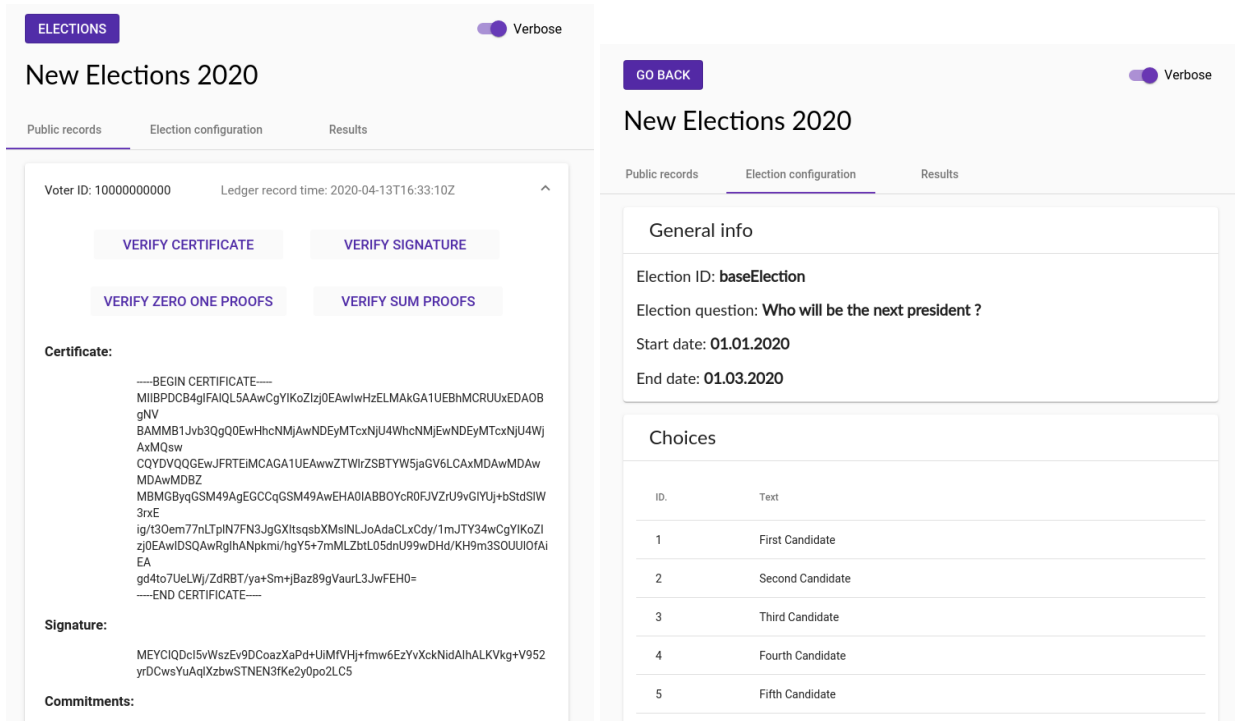 ELECTIONS
Verbose
New Elections 2020
Public records
Election configuration
Results
Voter ID: 10000000000
Ledger record time: 2020-04-13T16:33:10Z
VERIFY CERTIFICATE
VERIFY SIGNATURE
VERIFY ZERO ONE PROOFS
VERIFY SUM PROOFS
Certificate:
-----BEGIN CERTIFICATE-----
MIIBPDCB4gIFAlQL5AAwCgYIKoZIzj0EAwIwHzELMAkGA1UEBhMCRUUxEDAOB
gNV
BAMMB1Jvb3QgQ0EwHhcNMjAwNDEyMTcxNjU4WhcNMjEwNDEyMTcxNjU4Wj
AxMQsw
CQYDVQQGEwJFRTEiMCAGA1UEAwwZTWlrZSBTYW5jaGV6LCAxMDAwMDAw
MDAwMDBZ
MBMGByqGSM49AgEGCCqGSM49AwEHA0IABBOYcR0FJVZrU9vGlYUj+bStdSlW
3rxE
ig/t3Oem77nLTpIN7FN3JgGXltsqsbXMsINLJoAdaCLxCdy/1mJTY34wCgYIKoZI
zj0EAwIDSQAwRgIhANpkmi/hgY5+7mMLZbtL05dnU99wDHd/KH9m3SOUUlOfAi
EA
gd4to7UeLWj/ZdRBT/ya+Sm+jBaz89gVaurL3JwFEH0=
-----END CERTIFICATE-----
Signature:
MEYCIQDcI5vWszEv9DCoazXaPd+UiMfVHj+fmw6EzYvXckNidAIhALKVkg+V952
yrDCwsYuAqlXzbwSTNEN3fKe2y0po2LC5
Commitments:
GO BACK
Verbose
New Elections 2020
Public records
Election configuration
Results
General info
Election ID: baseElection
Election question: Who will be the next president ?
Start date: 01.01.2020
End date: 01.03.2020
Choices
ID. Text
1 First Candidate
2 Second Candidate
3 Third Candidate
4 Fourth Candidate
5 Fifth Candidate